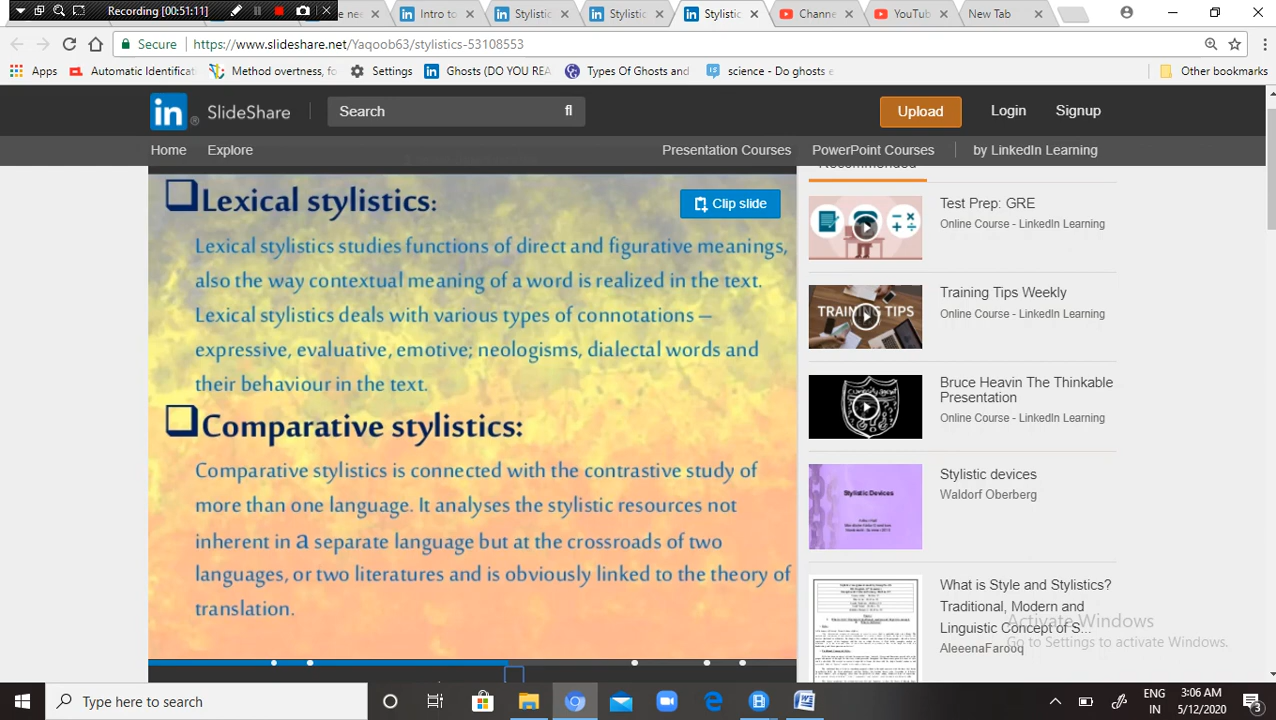 Recording [00:51:11]
Intro to
Stylistic
Stylistic
Stylistic
Channe
YouTub
New Tab
Secure
https://www.slideshare.net/Yaqoob63/stylistics-53108553
Apps
Automatic Identificat
Method overtness, fo
Settings
Ghosts (DO YOU REA
Types Of Ghosts and
science - Do ghosts e
Other bookmarks
in SlideShare
Search
Upload
Login
Signup
Home
Explore
Presentation Courses
PowerPoint Courses
by LinkedIn Learning
Lexical stylistics:
Clip slide
Lexical stylistics studies functions of direct and figurative meanings,
also the way contextual meaning of a word is realized in the text.
Lexical stylistics deals with various types of connotations –
expressive, evaluative, emotive; neologisms, dialectal words and
their behaviour in the text.
Comparative stylistics:
Comparative stylistics is connected with the contrastive study of
more than one language. It analyses the stylistic resources not
inherent in a separate language but at the crossroads of two
languages, or two literatures and is obviously linked to the theory of
translation.
Recommended
Test Prep: GRE
Online Course - LinkedIn Learning
TRAINING TIPS
Training Tips Weekly
Online Course - LinkedIn Learning
Bruce Heavin The Thinkable
Presentation
Online Course - LinkedIn Learning
Stylistic Devices
Stylistic devices
Waldorf Oberberg
What is Style and Stylistics?
Traditional, Modern and
Linguistic Concept of S...
AleeenaFarooq
Activate Windows
to Settings to activate Windows.
Type here to search
ENG
IN
3:06 AM
5/12/2020
3